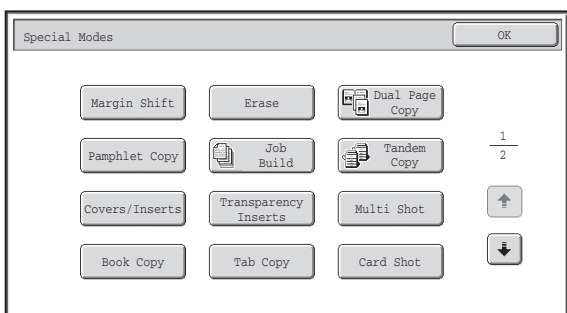 Special Modes
OK
Margin Shift
Erase
Dual Page
Copy
Pamphlet Copy
Job
Build
Tandem
Copy
1
2
Covers/Inserts
Transparency
Inserts
Multi Shot
Book Copy
Tab Copy
Card Shot